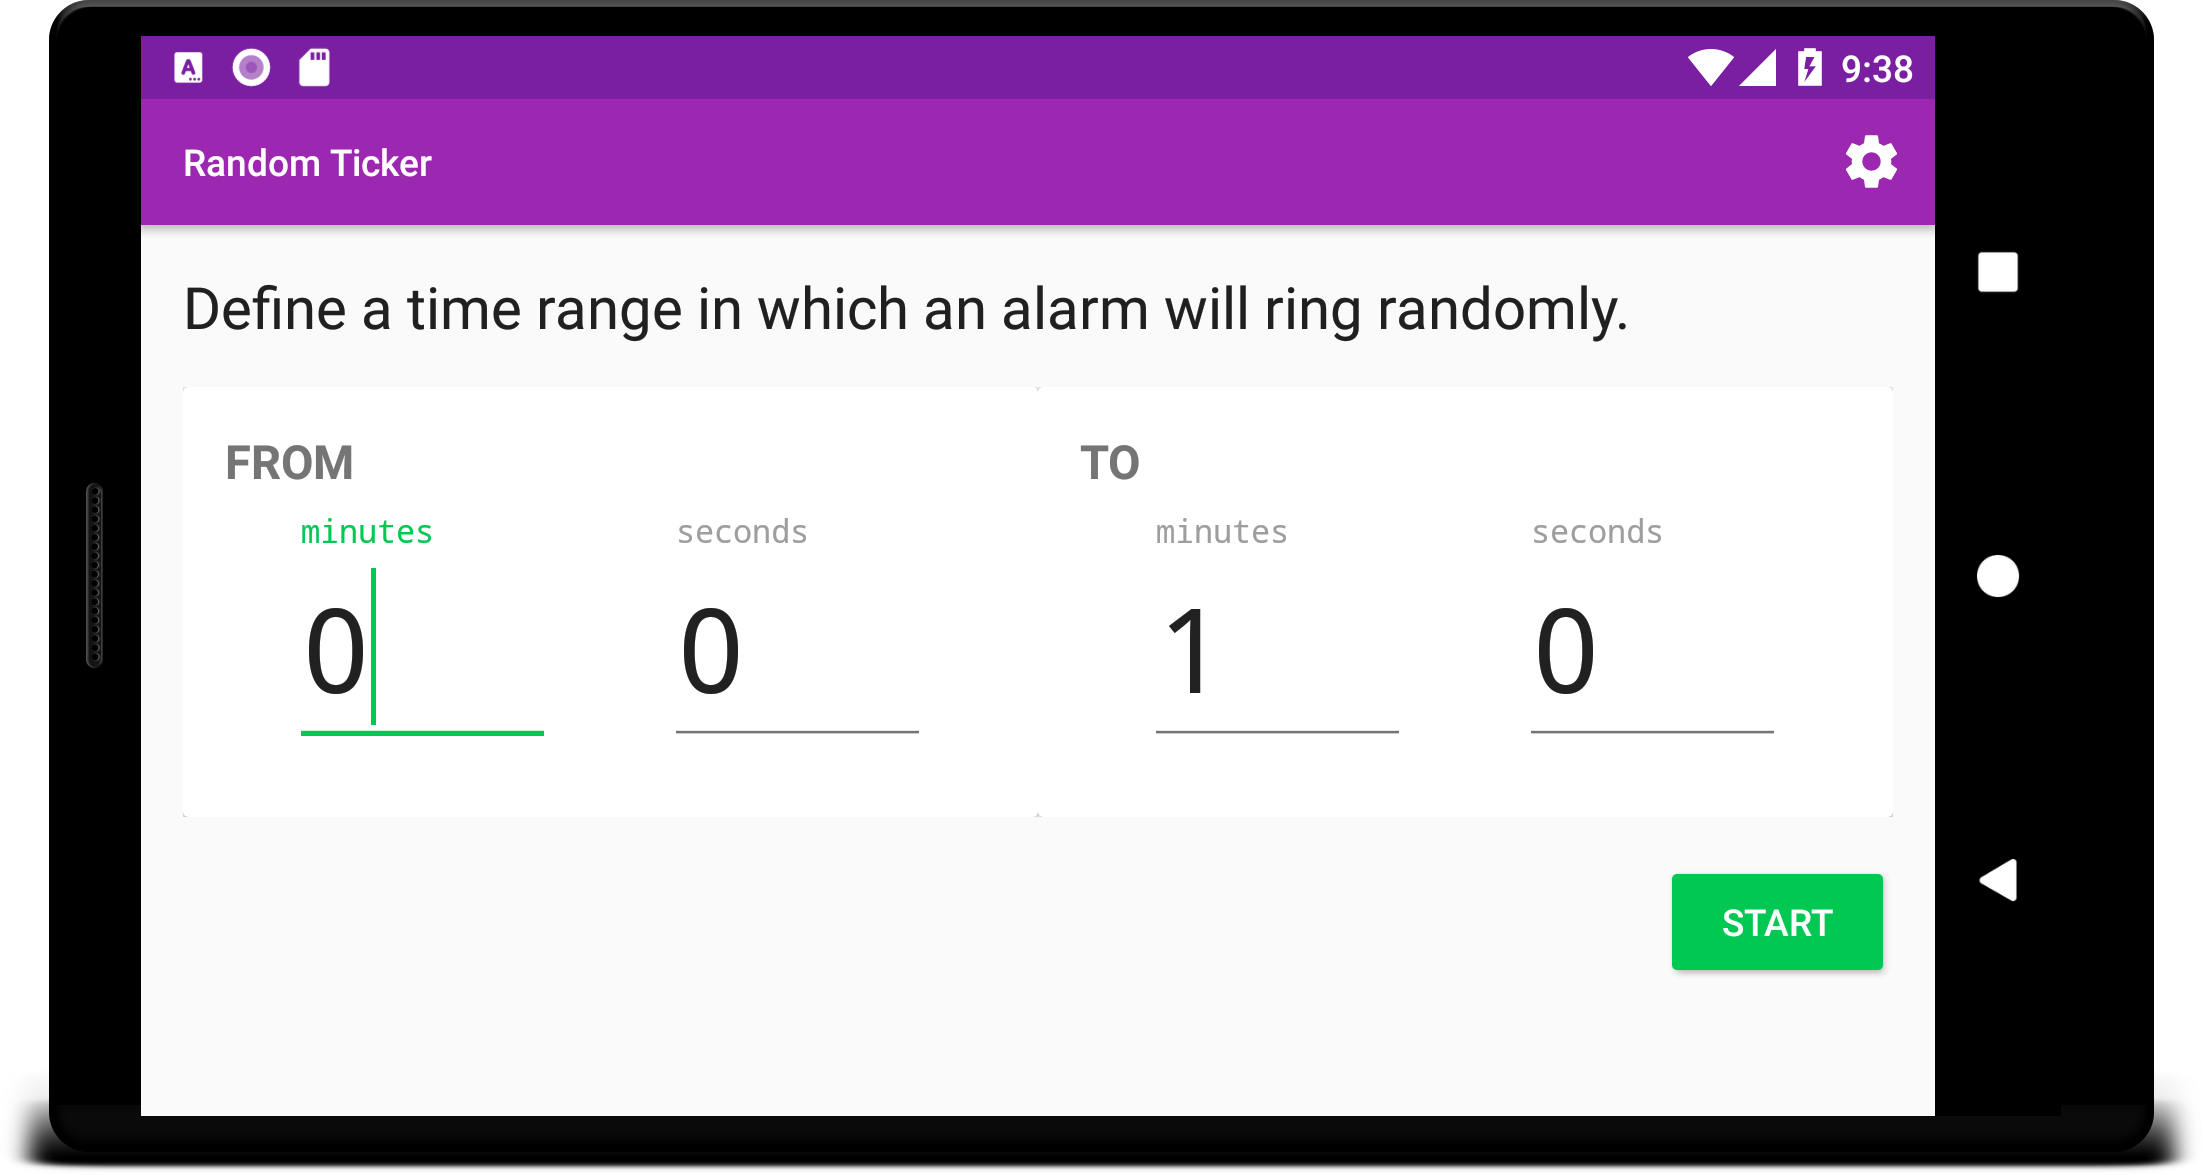 9:38
Random Ticker
Define a time range in which an alarm will ring randomly.
FROM
minutes seconds
0 0
TO
minutes seconds
1 0
START